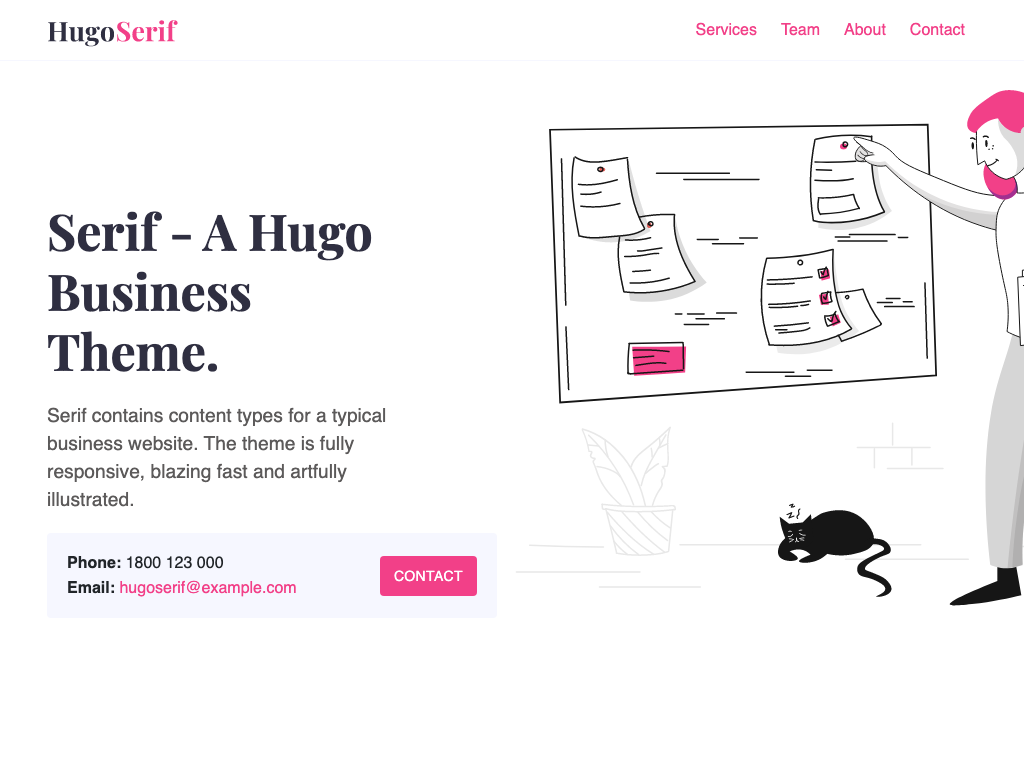 HugoSerif
Services Team About Contact
Serif - A Hugo
Business
Theme.
Serif contains content types for a typical
business website. The theme is fully
responsive, blazing fast and artfully
illustrated.
Phone: 1800 123 000
Email: hugoserif@example.com
CONTACT
z
z